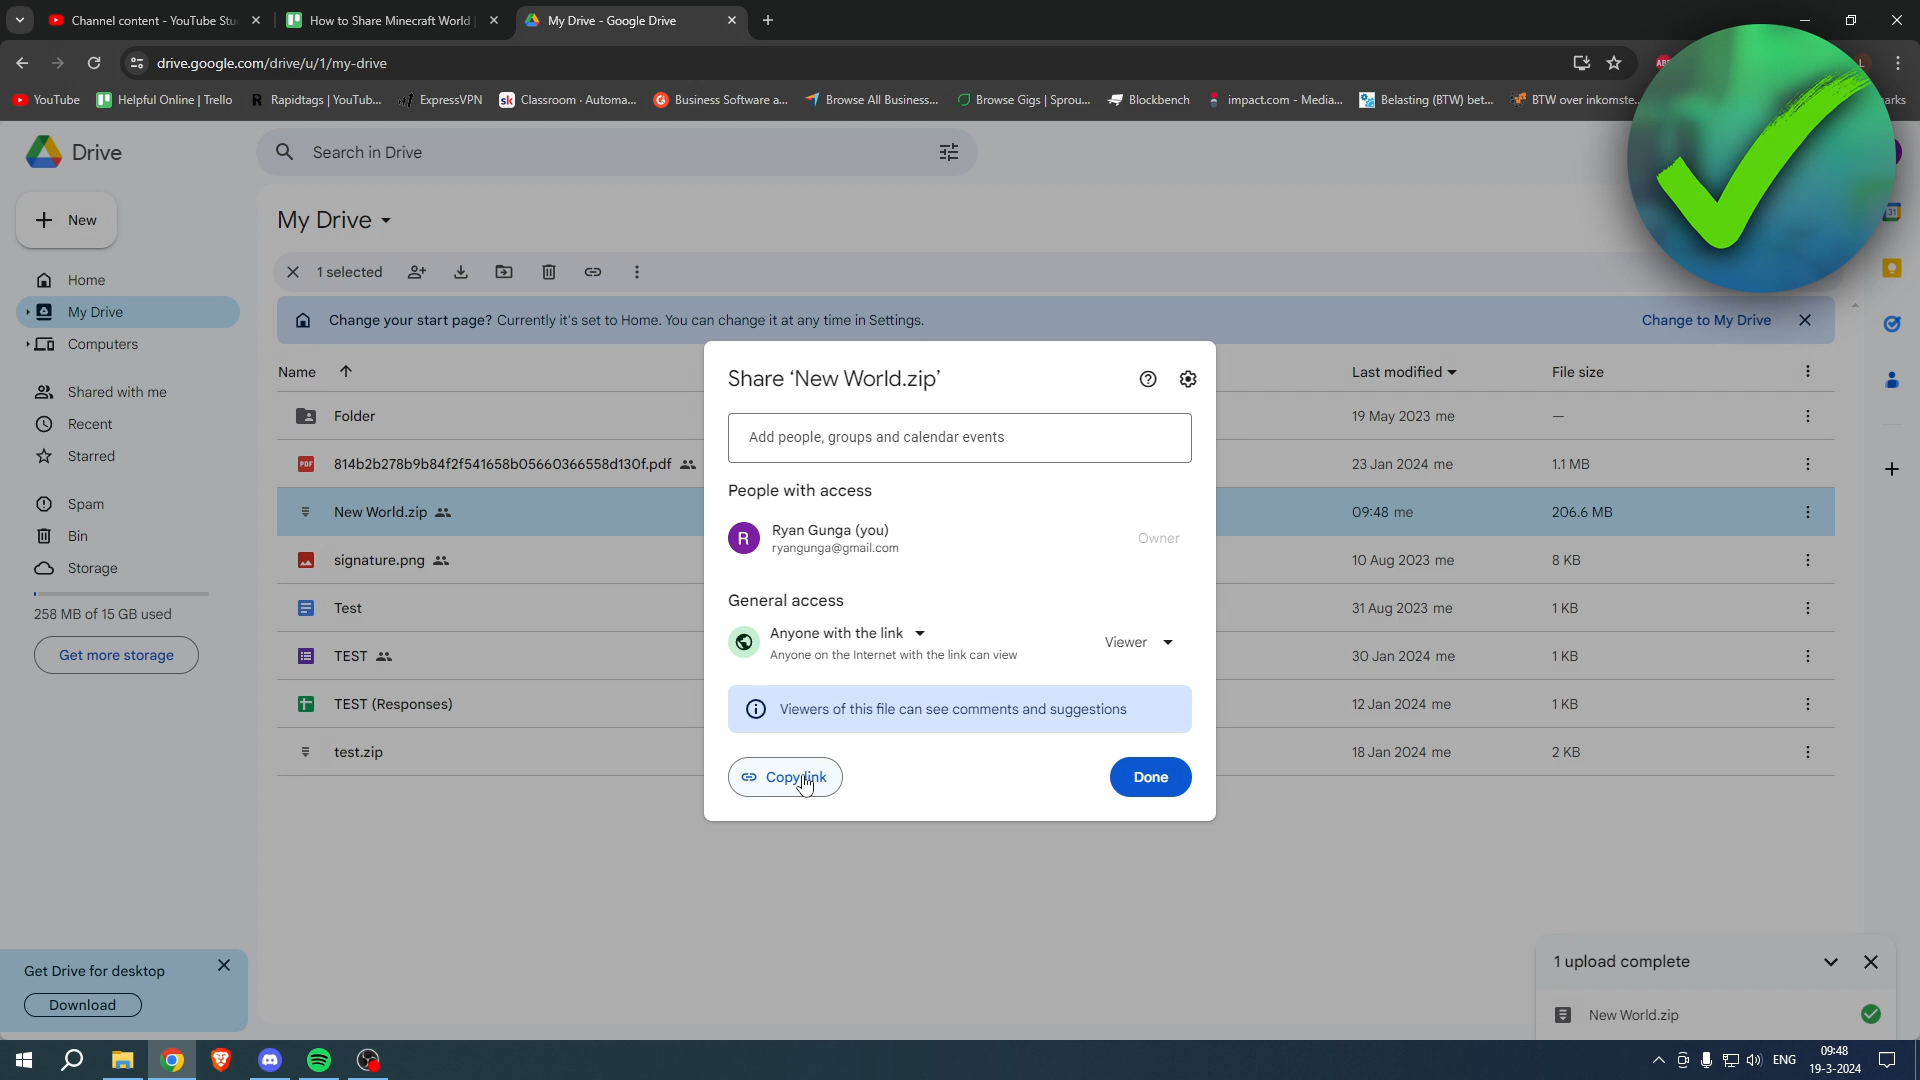 Channel content - YouTube Stu
How to Share Minecraft World
My Drive - Google Drive
drive.google.com/drive/u/1/my-drive
YouTube
Helpful Online | Trello
Rapidtags | YouTub...
ExpressVPN
Classroom - Automa...
Business Software a...
Browse All Business...
Browse Gigs | Sprou...
Blockbench
impact.com - Media...
Belasting (BTW) bet...
BTW over inkomste...
Drive
Search in Drive
New
My Drive
1 selected
Home
My Drive
Computers
Shared with me
Recent
Starred
Spam
Bin
Storage
258 MB of 15 GB used
Get more storage
Change your start page? Currently it's set to Home. You can change it at any time in Settings.
Change to My Drive
Name
Last modified
File size
Folder
19 May 2023 me
—
814b2b278b9b84f2f541658b05660366558d130f.pdf
23 Jan 2024 me
1.1 MB
New World.zip
09:48 me
206.6 MB
signature.png
10 Aug 2023 me
8 KB
Test
31 Aug 2023 me
1 KB
TEST
30 Jan 2024 me
1 KB
TEST (Responses)
12 Jan 2024 me
1 KB
test.zip
18 Jan 2024 me
2 KB
Share ‘New World.zip’
Add people, groups and calendar events
People with access
R
Ryan Gunga (you)
ryangunga@gmail.com
Owner
General access
Anyone with the link
Anyone on the Internet with the link can view
Viewer
Viewers of this file can see comments and suggestions
Copy link
Done
Get Drive for desktop
Download
1 upload complete
New World.zip
ENG
09:48
19-3-2024